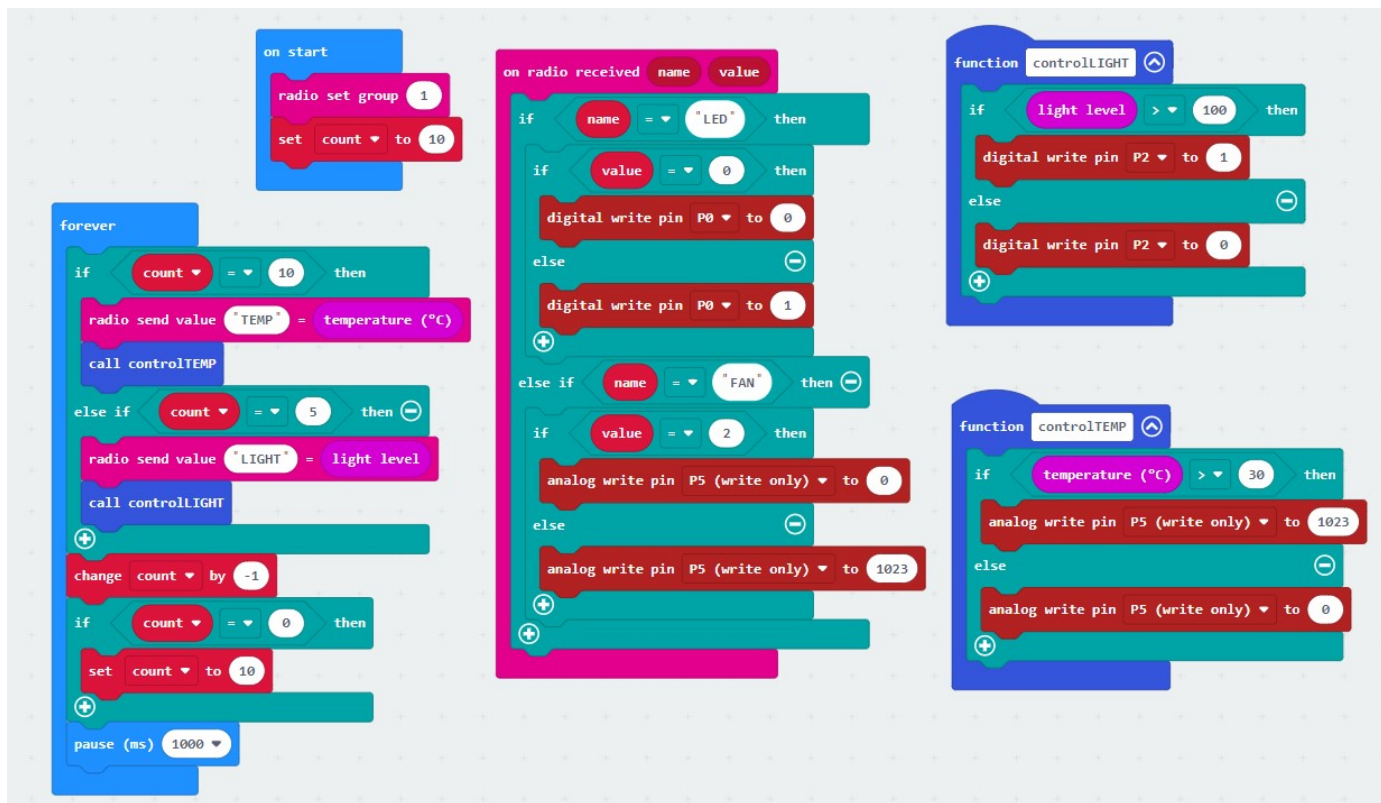 on start
radio set group 1
set count to 10
forever
if count = 10 then
radio send value "TEMP" = temperature (°C)
call controlTEMP
else if count = 5 then
radio send value "LIGHT" = light level
call controlLIGHT
change count by -1
if count = 0 then
set count to 10
pause (ms) 1000
on radio received name value
if name = "LED" then
if value = 0 then
digital write pin P0 to 0
else
digital write pin P0 to 1
else if name = "FAN" then
if value = 2 then
analog write pin P5 (write only) to 0
else
analog write pin P5 (write only) to 1023
function controlLIGHT
if light level > 100 then
digital write pin P2 to 1
else
digital write pin P2 to 0
function controlTEMP
if temperature (°C) > 30 then
analog write pin P5 (write only) to 1023
else
analog write pin P5 (write only) to 0